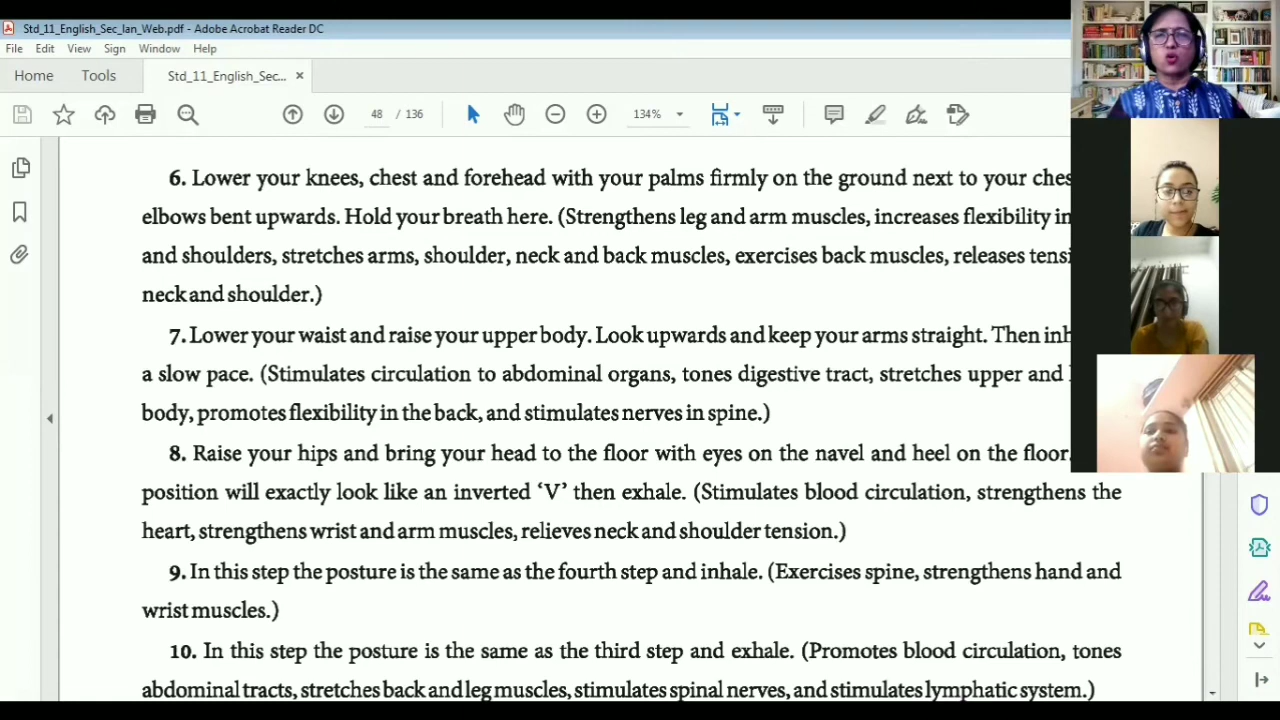 Std_11_English_Sec_lan_Web.pdf - Adobe Acrobat Reader DC
File Edit View Sign Window Help
Home Tools Std_11_English_Sec... ×
48 / 136 134%
6. Lower your knees, chest and forehead with your palms firmly on the ground next to your
elbows bent upwards. Hold your breath here. (Strengthens leg and arm muscles, increases flexibility in
and shoulders, stretches arms, shoulder, neck and back muscles, exercises back muscles, releases
neck and shoulder.)
7. Lower your waist and raise your upper body. Look upwards and keep your arms straight. Then
a slow pace. (Stimulates circulation to abdominal organs, tones digestive tract, stretches upper and
body, promotes flexibility in the back, and stimulates nerves in spine.)
8. Raise your hips and bring your head to the floor with eyes on the navel and heel on the floor.
position will exactly look like an inverted ‘V’ then exhale. (Stimulates blood circulation, strengthens the
heart, strengthens wrist and arm muscles, relieves neck and shoulder tension.)
9. In this step the posture is the same as the fourth step and inhale. (Exercises spine, strengthens hand and
wrist muscles.)
10. In this step the posture is the same as the third step and exhale. (Promotes blood circulation, tones
abdominal tracts, stretches back and leg muscles, stimulates spinal nerves, and stimulates lymphatic system.)